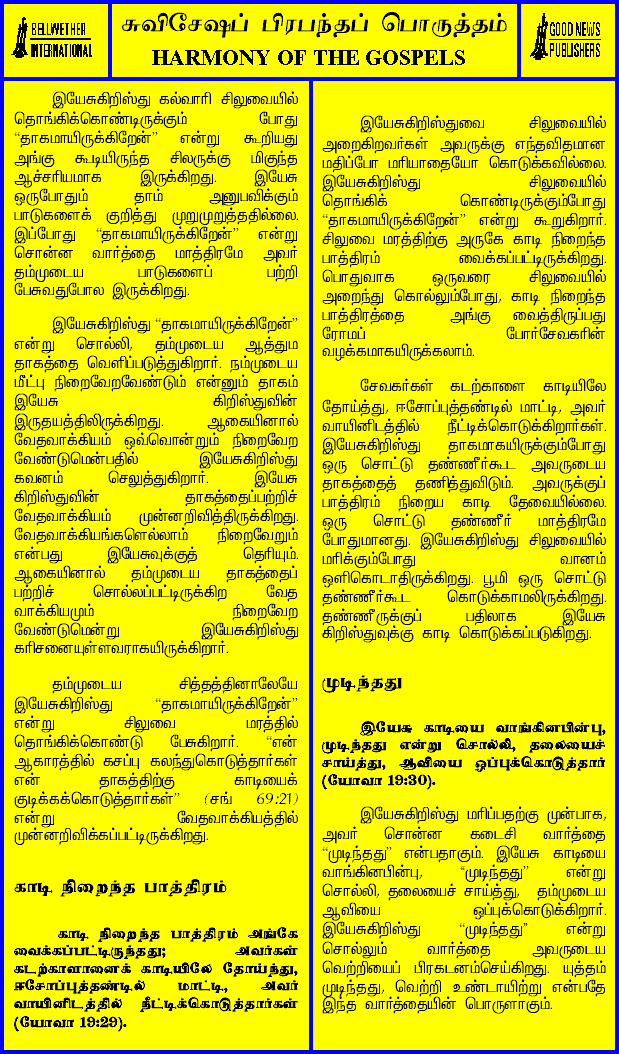 BELLWETHER
INTERNATIONAL
சுவிசேஷப் பிரபந்தப் பொருத்தம்
HARMONY OF THE GOSPELS
GOOD NEWS
PUBLISHERS
இயேசுகிறிஸ்து கல்வாரி சிலுவையில்
தொங்கிக்கொண்டிருக்கும் போது
“தாகமாயிருக்கிறேன்” என்று கூறியது
அங்கு கூடியிருந்த சிலருக்கு மிகுந்த
ஆச்சரியமாக இருக்கிறது. இயேசு
ஒருபோதும் தாம் அனுபவிக்கும்
பாடுகளைக் குறித்து முறுமுறுத்ததில்லை.
இப்போது “தாகமாயிருக்கிறேன்” என்று
சொன்ன வார்த்தை மாத்திரமே அவர்
தம்முடைய பாடுகளைப் பற்றி
பேசுவதுபோல இருக்கிறது.
இயேசுகிறிஸ்து “தாகமாயிருக்கிறேன்”
என்று சொல்லி, தம்முடைய ஆத்தும
தாகத்தை வெளிப்படுத்துகிறார். நம்முடைய
மீட்பு நிறைவேறவேண்டும் என்னும் தாகம்
இயேசு கிறிஸ்துவின்
இருதயத்திலிருக்கிறது. ஆகையினால்
வேதவாக்கியம் ஒவ்வொன்றும் நிறைவேற
வேண்டுமென்பதில் இயேசுகிறிஸ்து
கவனம் செலுத்துகிறார். இயேசு
கிறிஸ்துவின் தாகத்தைப்பற்றிச்
வேதவாக்கியம் முன்னறிவித்திருக்கிறது.
வேதவாக்கியங்களெல்லாம் நிறைவேறும்
என்பது இயேசுவுக்குத் தெரியும்.
ஆகையினால் தம்முடைய தாகத்தைப்
பற்றிச் சொல்லப்பட்டிருக்கிற வேத
வாக்கியமும் நிறைவேற
வேண்டுமென்று இயேசுகிறிஸ்து
கரிசனையுள்ளவராகயிருக்கிறார்.
தம்முடைய சித்தத்தினாலேயே
இயேசுகிறிஸ்து “தாகமாயிருக்கிறேன்”
என்று சிலுவை மரத்தில்
தொங்கிக்கொண்டு பேசுகிறார். “என்
ஆகாரத்தில் கசப்பு கலந்துகொடுத்தார்கள்
என் தாகத்திற்கு காடியைக்
குடிக்கக்கொடுத்தார்கள்” (சங் 69:21)
என்று வேதவாக்கியத்தில்
முன்னறிவிக்கப்பட்டிருக்கிறது.
காடி நிறைந்த பாத்திரம்
காடி நிறைந்த பாத்திரம் அங்கே
வைக்கப்பட்டிருந்தது; அவர்கள்
கடற்காளானைக் காடியிலே தோய்ந்து,
ஈசோப்புத்தண்டில் மாட்டி, அவர்
வாயினிடத்தில் நீட்டிக்கொடுத்தார்கள்
(யோவா 19:29).
இயேசுகிறிஸ்துவை சிலுவையில்
அறைகிறவர்கள் அவருக்கு எந்தவிதமான
மதிப்போ மரியாதையோ கொடுக்கவில்லை.
இயேசுகிறிஸ்து சிலுவையில்
தொங்கிக் கொண்டிருக்கும்போது
“தாகமாயிருக்கிறேன்” என்று கூறுகிறார்.
சிலுவை மரத்திற்கு அருகே காடி நிறைந்த
பாத்திரம் வைக்கப்பட்டிருக்கிறது.
பொதுவாக ஒருவரை சிலுவையில்
அறைந்து கொல்லும்போது, காடி நிறைந்த
பாத்திரத்தை அங்கு வைத்திருப்பது
ரோமப் போர்சேவகரின்
வழக்கமாகயிருக்கலாம்.
சேவகர்கள் கடற்காளை காடியிலே
தோய்த்து, ஈசோப்புத்தண்டில் மாட்டி, அவர்
வாயினிடத்தில் நீட்டிக்கொடுக்கிறார்கள்.
இயேசுகிறிஸ்து தாகமாகயிருக்கும்போது
ஒரு சொட்டு தண்ணீர்கூட அவருடைய
தாகத்தைத் தணித்துவிடும். அவருக்குப்
பாத்திரம் நிறைய காடி தேவையில்லை.
ஒரு சொட்டு தண்ணீர் மாத்திரமே
போதுமானது. இயேசுகிறிஸ்து சிலுவையில்
மரிக்கும்போது வானம்
ஒளிகொடாதிருக்கிறது. பூமி ஒரு சொட்டு
தண்ணீர்கூட கொடுக்காமலிருக்கிறது.
தண்ணீருக்குப் பதிலாக இயேசு
கிறிஸ்துவுக்கு காடி கொடுக்கப்படுகிறது.
முடிந்தது
இயேசு காடியை வாங்கினபின்பு,
முடிந்தது என்று சொல்லி, தலையைச்
சாய்த்து, ஆவியை ஒப்புக்கொடுத்தார்
(யோவா 19:30).
இயேசுகிறிஸ்து மரிப்பதற்கு முன்பாக,
அவர் சொன்ன கடைசி வார்த்தை
“முடிந்தது” என்பதாகும். இயேசு காடியை
வாங்கினபின்பு, “முடிந்தது” என்று
சொல்லி, தலையைச் சாய்த்து, தம்முடைய
ஆவியை ஒப்புக்கொடுக்கிறார்.
இயேசுகிறிஸ்து “முடிந்தது” என்று
சொல்லும் வார்த்தை அவருடைய
வெற்றியைப் பிரகடனம்செய்கிறது. யுத்தம்
முடிந்தது, வெற்றி உண்டாயிற்று என்பதே
இந்த வார்த்தையின் பொருளாகும்.